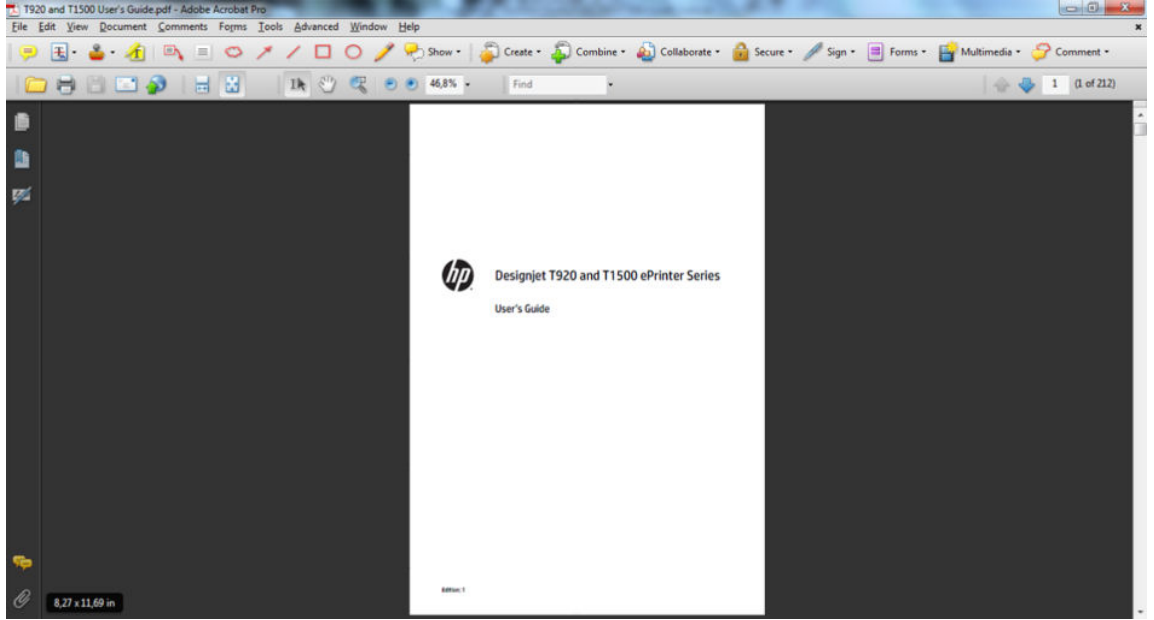 T920 and T1500 User's Guide.pdf - Adobe Acrobat Pro
File Edit View Document Comments Forms Tools Advanced Window Help
Show Create Combine Collaborate Secure Sign Forms Multimedia Comment
46,8% Find 1 (1 of 212)
hp Designjet T920 and T1500 ePrinter Series
User's Guide
Edition: 1
8,27 x 11,69 in